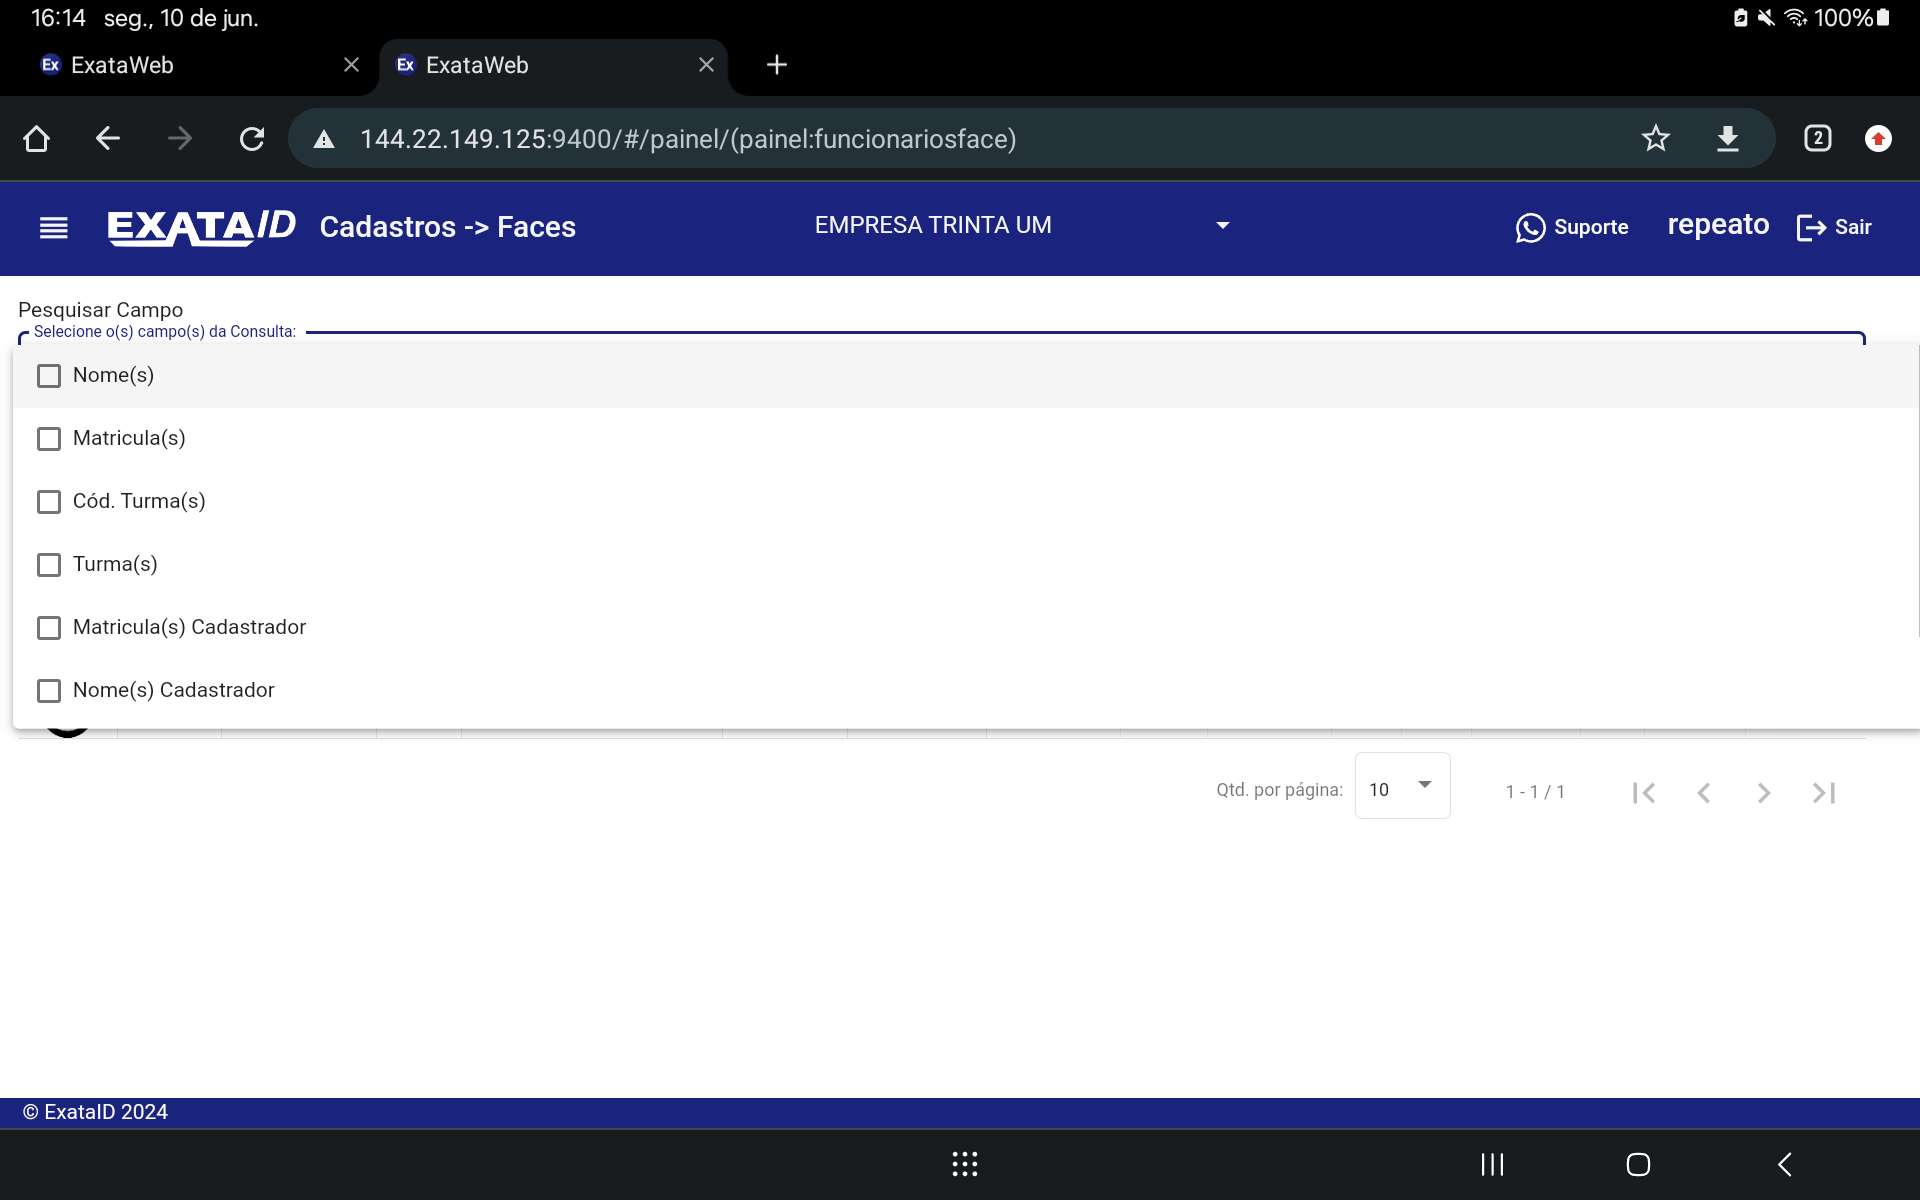 16:14 seg., 10 de jun. 100%
Ex ExataWeb Ex ExataWeb
144.22.149.125:9400/#/painel/(painel:funcionariosface) 2
EXATAID Cadastros -> Faces EMPRESA TRINTA UM Suporte repeato Sair
Pesquisar Campo
Selecione o(s) campo(s) da Consulta:
Nome(s)
Matricula(s)
Cód. Turma(s)
Turma(s)
Matricula(s) Cadastrador
Nome(s) Cadastrador
Qtd. por página: 10 1 - 1 / 1
© ExataID 2024